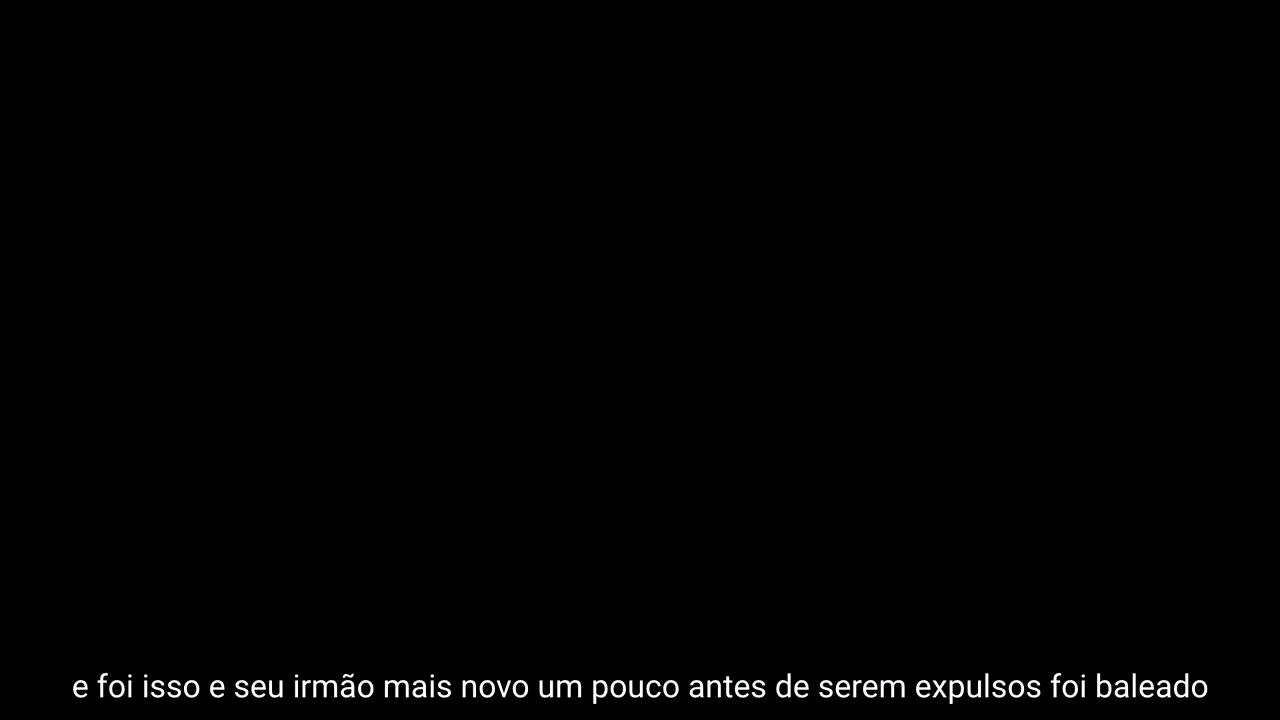 e foi isso e seu irmão mais novo um pouco antes de serem expulsos foi baleado